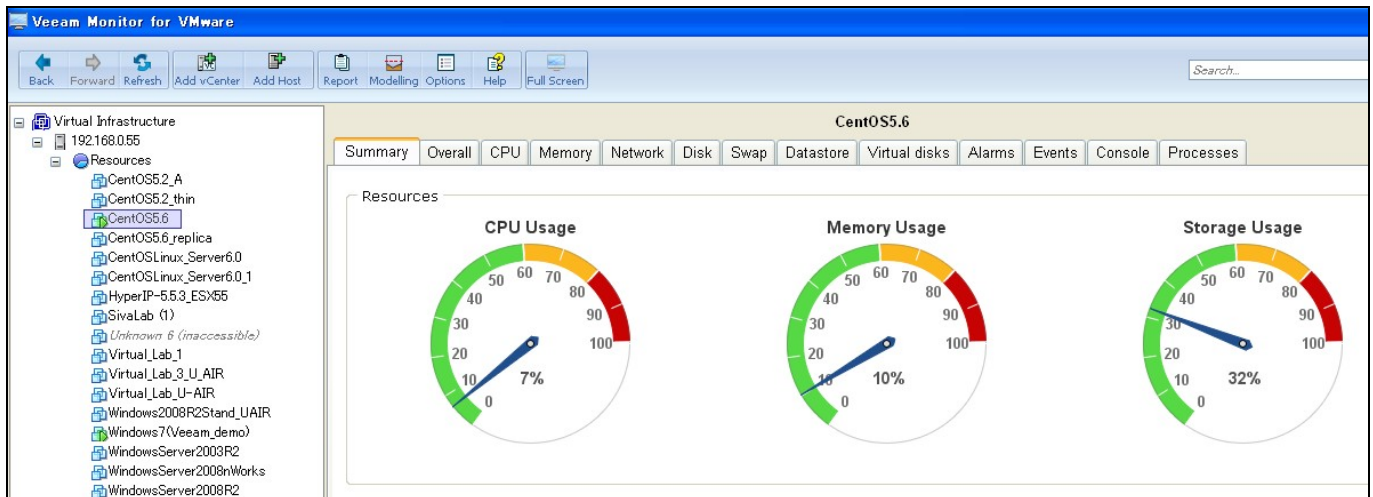 Veeam Monitor for VMware
Back Forward Refresh Add vCenter Add Host Report Modelling Options Help Full Screen
Search...
Virtual Infrastructure
192.168.0.55
Resources
CentOS5.2_A
CentOS5.2_thin
CentOS5.6
CentOS5.6_replica
CentOSLinux_Server6.0
CentOSLinux_Server6.0_1
HyperIP-5.5.3_ESX55
SivaLab (1)
Unknown 6 (inaccessible)
Virtual_Lab_1
Virtual_Lab_3_U_AIR
Virtual_Lab_U-AIR
Windows2008R2Stand_UAIR
Windows7(Veeam_demo)
WindowsServer2003R2
WindowsServer2008nWorks
WindowsServer2008R2
CentOS5.6
Summary Overall CPU Memory Network Disk Swap Datastore Virtual disks Alarms Events Console Processes
Resources
CPU Usage
0 10 20 30 40 50 60 70 80 90 100
7%
Memory Usage
0 10 20 30 40 50 60 70 80 90 100
10%
Storage Usage
0 10 20 30 40 50 60 70 80 90 100
32%